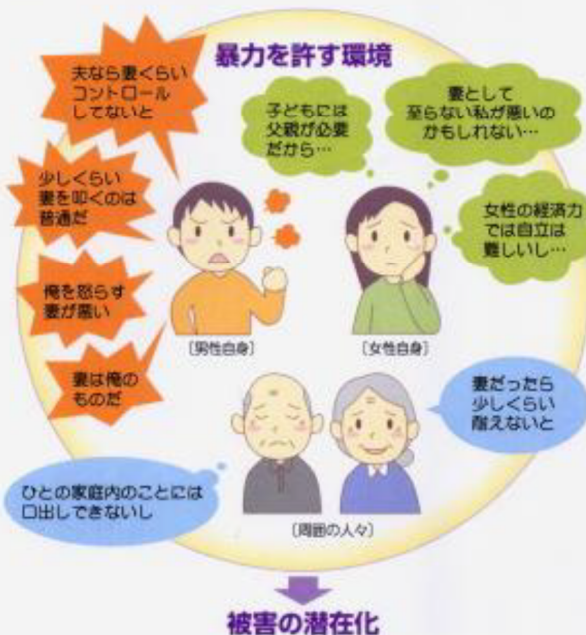 暴力を許す環境
夫なら妻くらい
コントロール
してないと
少しくらい
妻を叩くのは
普通だ
俺を怒らす
妻が悪い
妻は俺の
ものだ
子どもには
父親が必要
だから…
妻として
至らない私が悪いの
かもしれない…
女性の経済力
では自立は
難しいし…
〔男性自身〕
〔女性自身〕
妻だったら
少しくらい
耐えないと
ひとの家庭内のことには
口出しできないし
〔周囲の人々〕
被害の潜在化